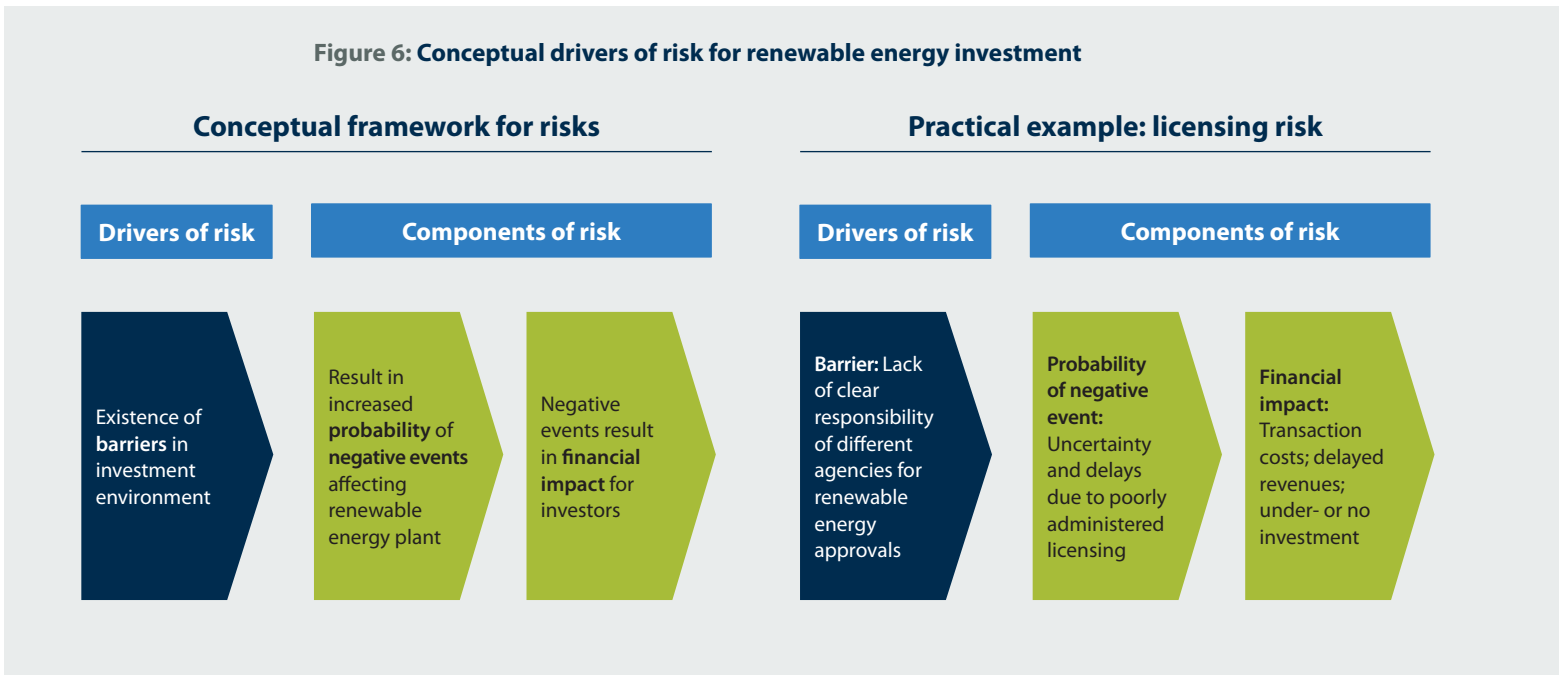 Figure 6: Conceptual drivers of risk for renewable energy investment
Conceptual framework for risks
Drivers of risk
Components of risk
Existence of
barriers in
investment
environment
Result in
increased
probability of
negative events
affecting
renewable
energy plant
Negative
events result
in financial
impact for
investors
Practical example: licensing risk
Drivers of risk
Components of risk
Barrier: Lack
of clear
responsibility
of different
agencies for
renewable
energy
approvals
Probability
of negative
event:
Uncertainty
and delays
due to poorly
administered
licensing
Financial
impact:
Transaction
costs; delayed
revenues;
under- or no
investment